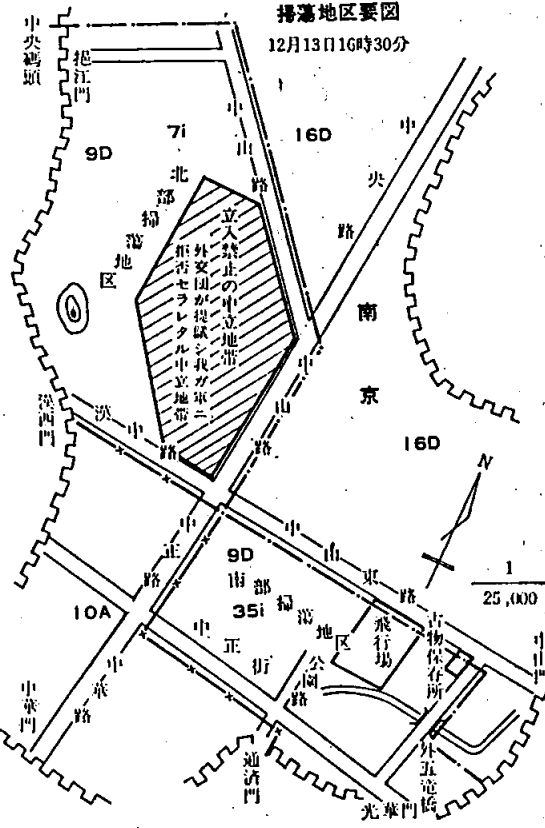 掃蕩地区要図
12月13日16時30分
中央碼頭
挹江門
9D
7i
16D
中山路
中央路
北部掃蕩地区
立入禁止の中立地帯
外交団が提議シ我ガ軍ニ
拒否セラレタル中立地帯
南京
漢西門
漢中路
中山路
16D
N
1
25,000
中正路
9D
南部掃蕩地区
35i
10A
中山東路
飛行場
古物保存所
中山門
中正街
公園路
中華路
中華門
通済門
外五竜橋
光華門